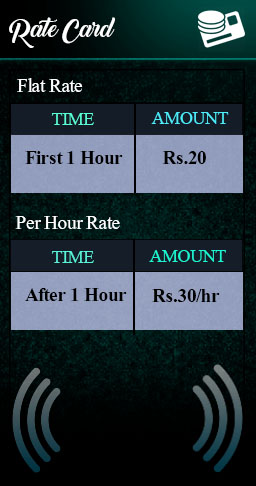 Rate Card
Flat Rate
TIME AMOUNT
First 1 Hour Rs.20
Per Hour Rate
TIME AMOUNT
After 1 Hour Rs.30/hr